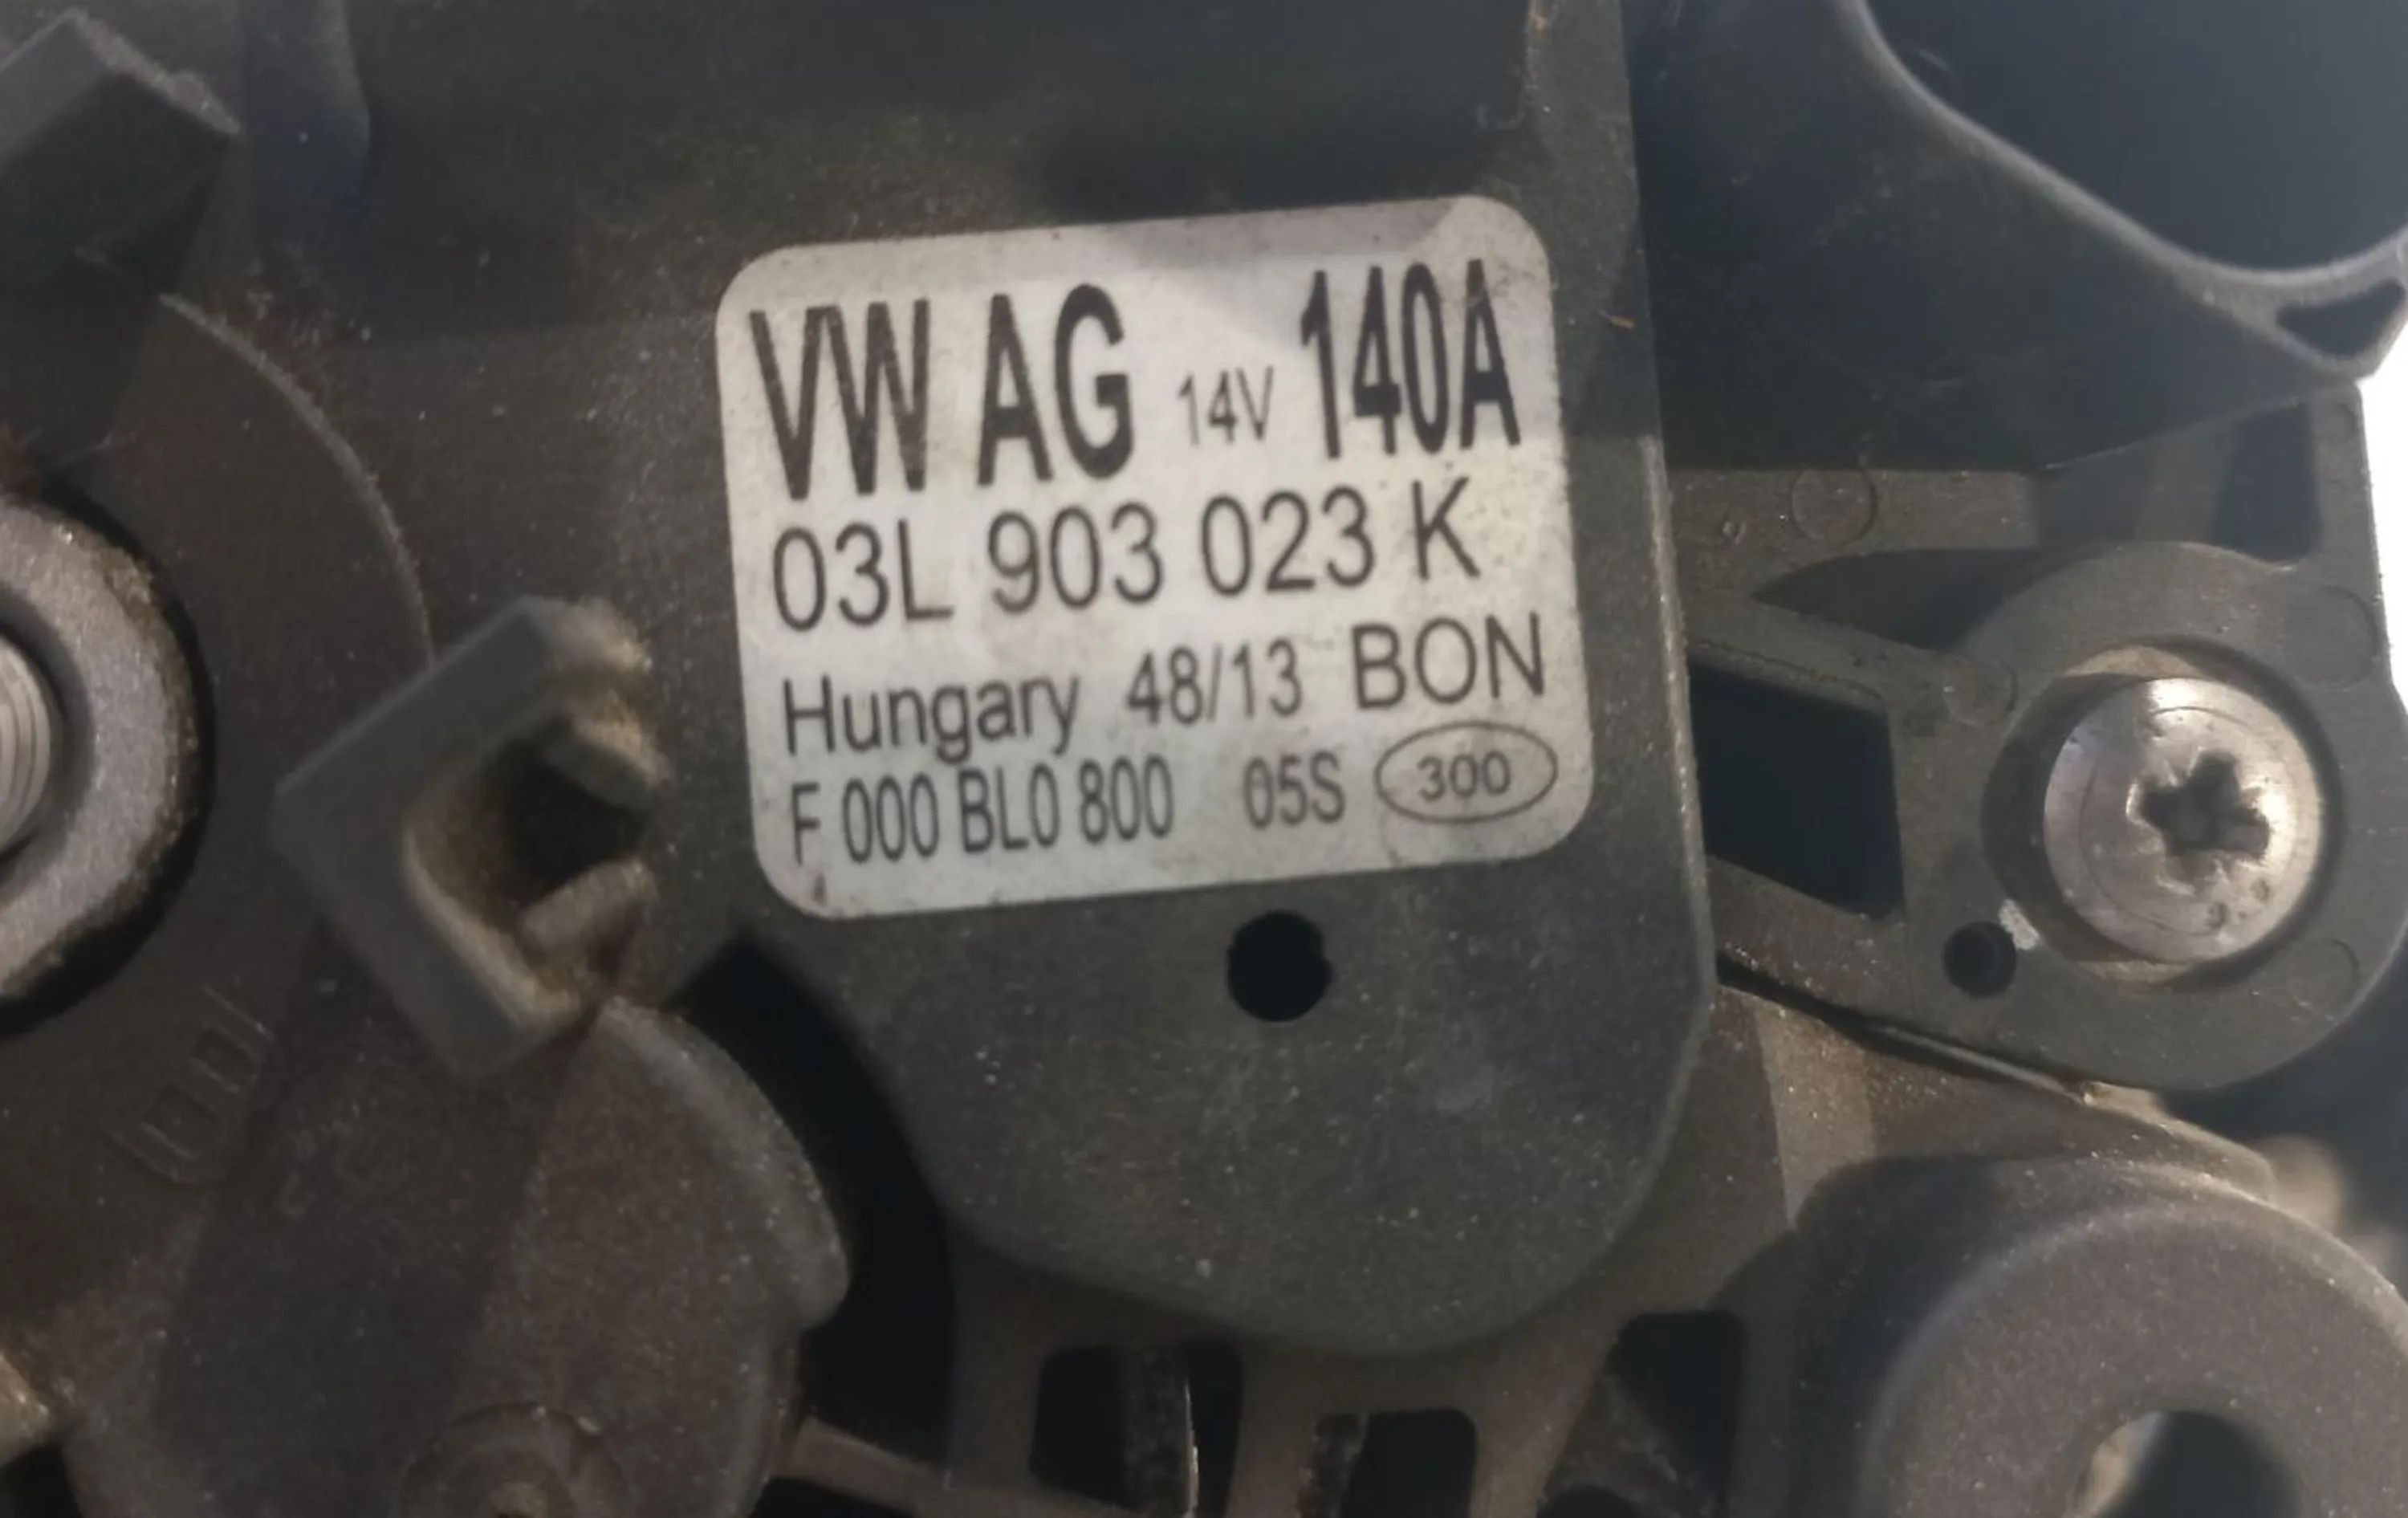 VW AG 14V 140A
03L 903 023 K
Hungary 48/13 BON
F 000 BL0 800 05S 300